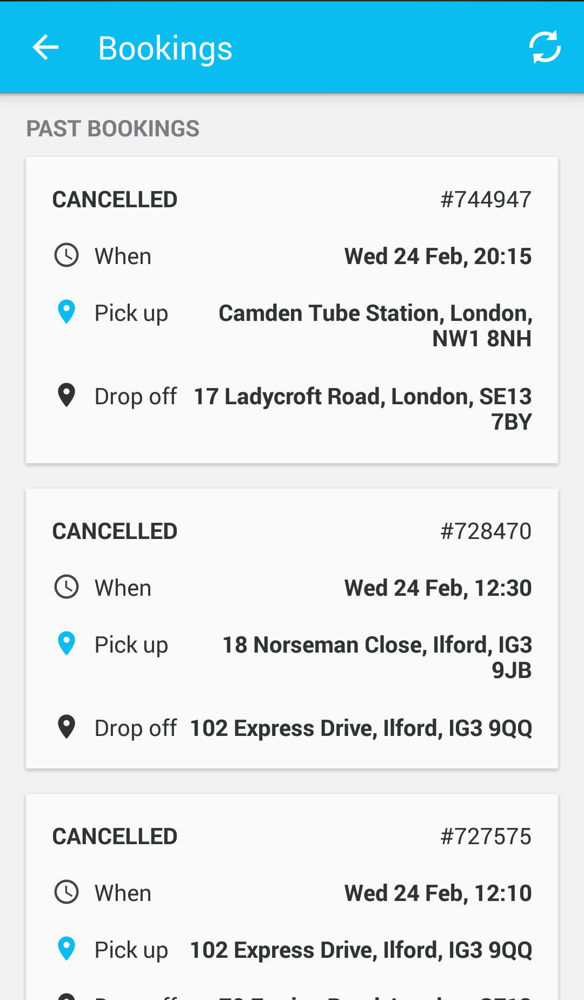 Bookings
PAST BOOKINGS
CANCELLED #744947
When Wed 24 Feb, 20:15
Pick up Camden Tube Station, London,
NW1 8NH
Drop off 17 Ladycroft Road, London, SE13
7BY
CANCELLED #728470
When Wed 24 Feb, 12:30
Pick up 18 Norseman Close, Ilford, IG3
9JB
Drop off 102 Express Drive, Ilford, IG3 9QQ
CANCELLED #727575
When Wed 24 Feb, 12:10
Pick up 102 Express Drive, Ilford, IG3 9QQ